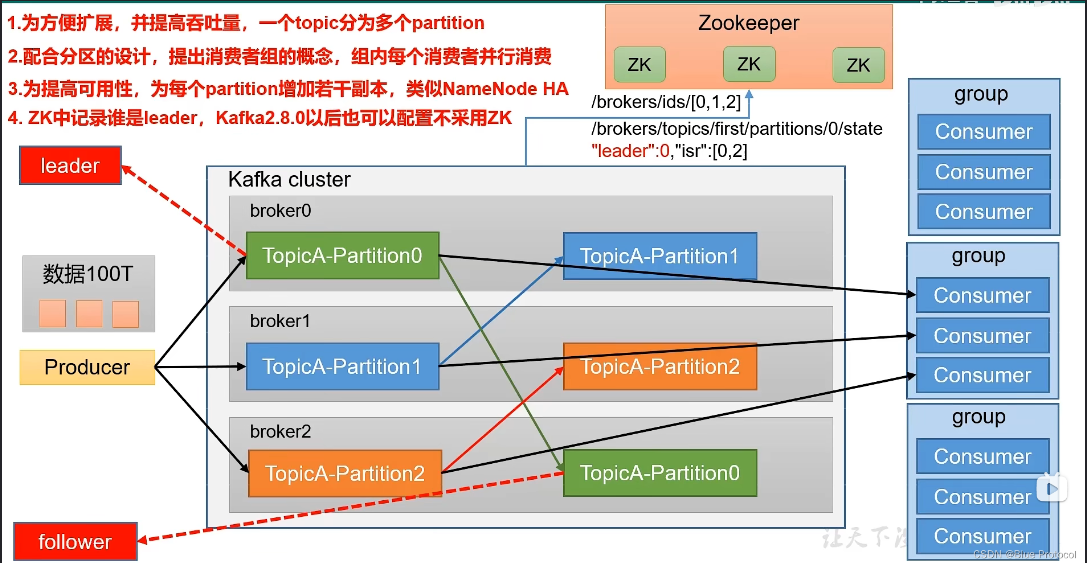 1.为方便扩展，并提高吞吐量，一个topic分为多个partition
2.配合分区的设计，提出消费者组的概念，组内每个消费者并行消费
3.为提高可用性，为每个partition增加若干副本，类似NameNode HA
4. ZK中记录谁是leader，Kafka2.8.0以后也可以配置不采用ZK
Zookeeper
ZK
ZK
ZK
/brokers/ids/[0,1,2]
/brokers/topics/first/partitions/0/state
"leader":0,"isr":[0,2]
leader
Kafka cluster
broker0
TopicA-Partition0
TopicA-Partition1
数据100T
broker1
Producer
TopicA-Partition1
TopicA-Partition2
broker2
TopicA-Partition2
TopicA-Partition0
follower
group
Consumer
Consumer
Consumer
group
Consumer
Consumer
Consumer
group
Consumer
Consumer
Consumer
让天下
CSDN @Blue Protocol